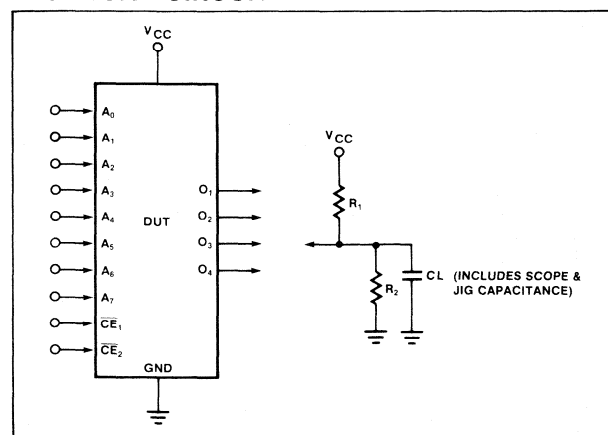 VCC
A0
A1
A2
A3
A4
A5
A6
A7
CE1
CE2
DUT
O1
O2
O3
O4
GND
VCC
R1
R2
CL (INCLUDES SCOPE &
JIG CAPACITANCE)